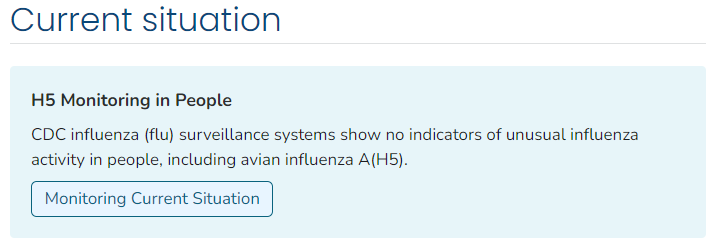 Current situation
H5 Monitoring in People
CDC influenza (flu) surveillance systems show no indicators of unusual influenza
activity in people, including avian influenza A(H5).
Monitoring Current Situation